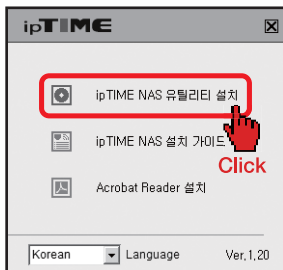 ipTIME
ipTIME NAS 유틸리티 설치
ipTIME NAS 설치 가이드
Click
Acrobat Reader 설치
Korean Language Ver,1,20